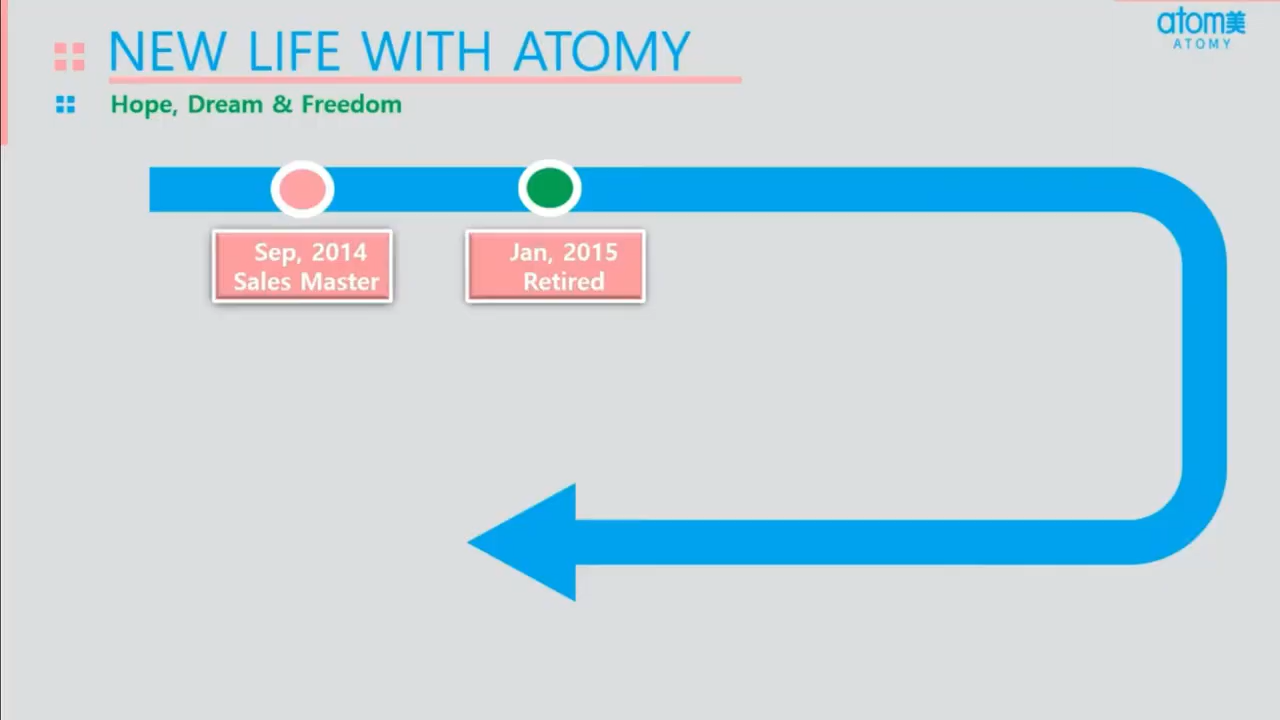 NEW LIFE WITH ATOMY
atom美
ATOMY
Hope, Dream & Freedom
Sep, 2014
Sales Master
Jan, 2015
Retired